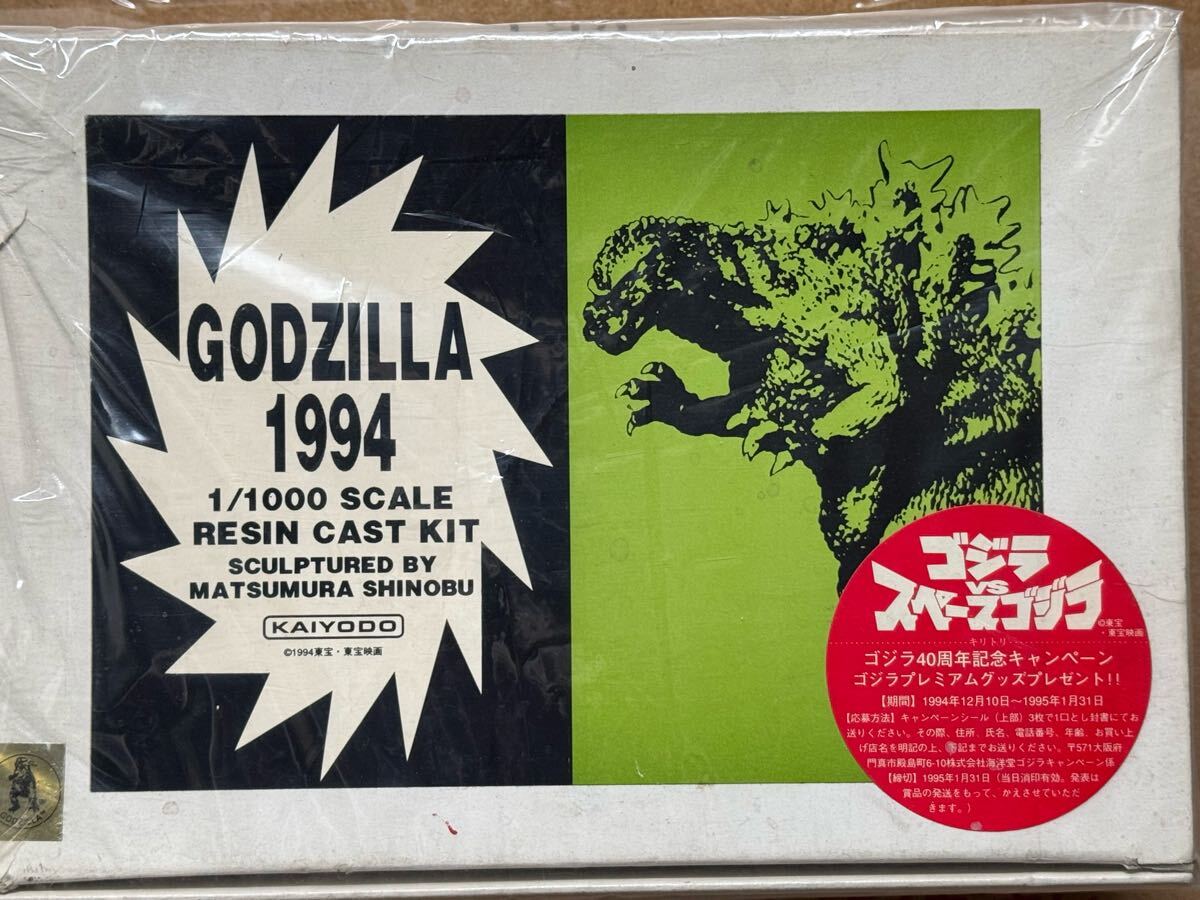 GODZILLA
1994
1/1000 SCALE
RESIN CAST KIT
SCULPTURED BY
MATSUMURA SHINOBU
KAIYODO
©1994東宝・東宝映画
ゴジラ
VS
スペースゴジラ
©東宝
・東宝映画
キリトリ
ゴジラ40周年記念キャンペーン
ゴジラプレミアムグッズプレゼント!!
【期間】1994年12月10日〜1995年1月31日
【応募方法】キャンペーンシール（上部）3枚で1口とし封書にてお
送りください。その際、住所、氏名、電話番号、年齢、お買い上
げ店名を明記の上、下記までお送りください。〒571大阪府
門真市殿島町6-10株式会社海洋堂ゴジラキャンペーン係
【締切】1995年1月31日（当日消印有効。発表は
賞品の発送をもって、かえさせていただ
きます。）
GODZILLA